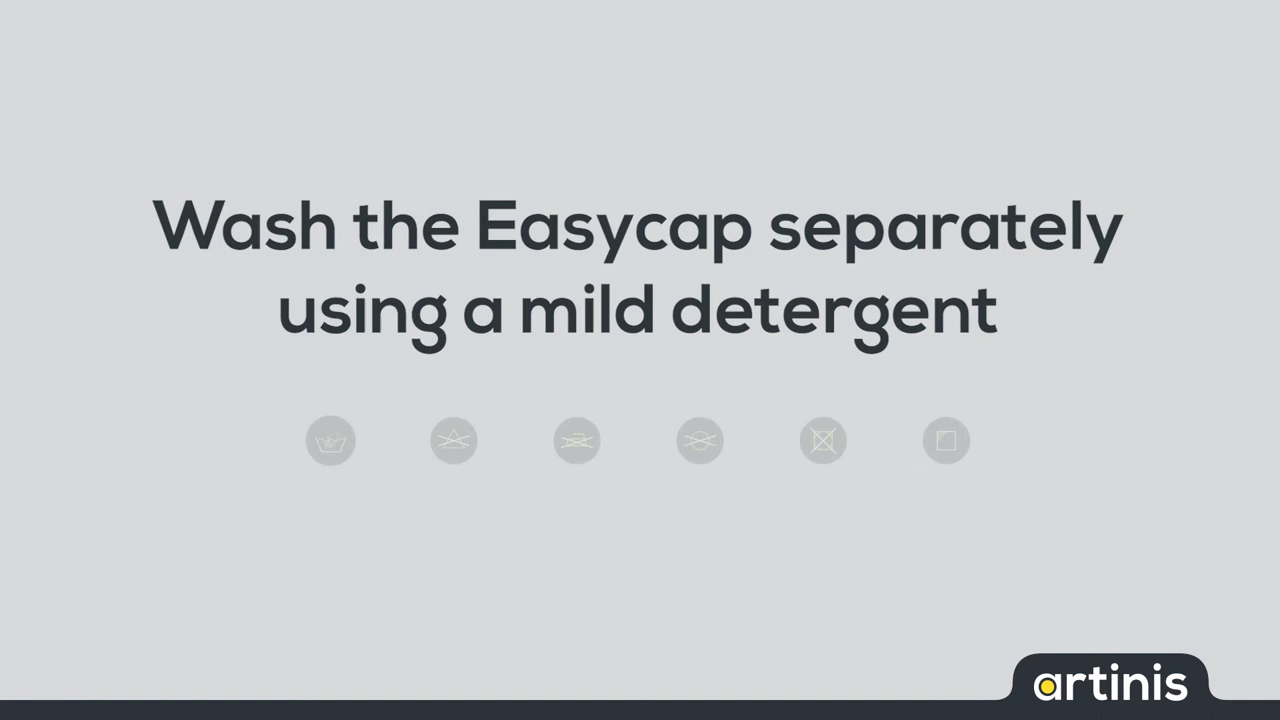 Wash the Easycap separately
using a mild detergent
artinis